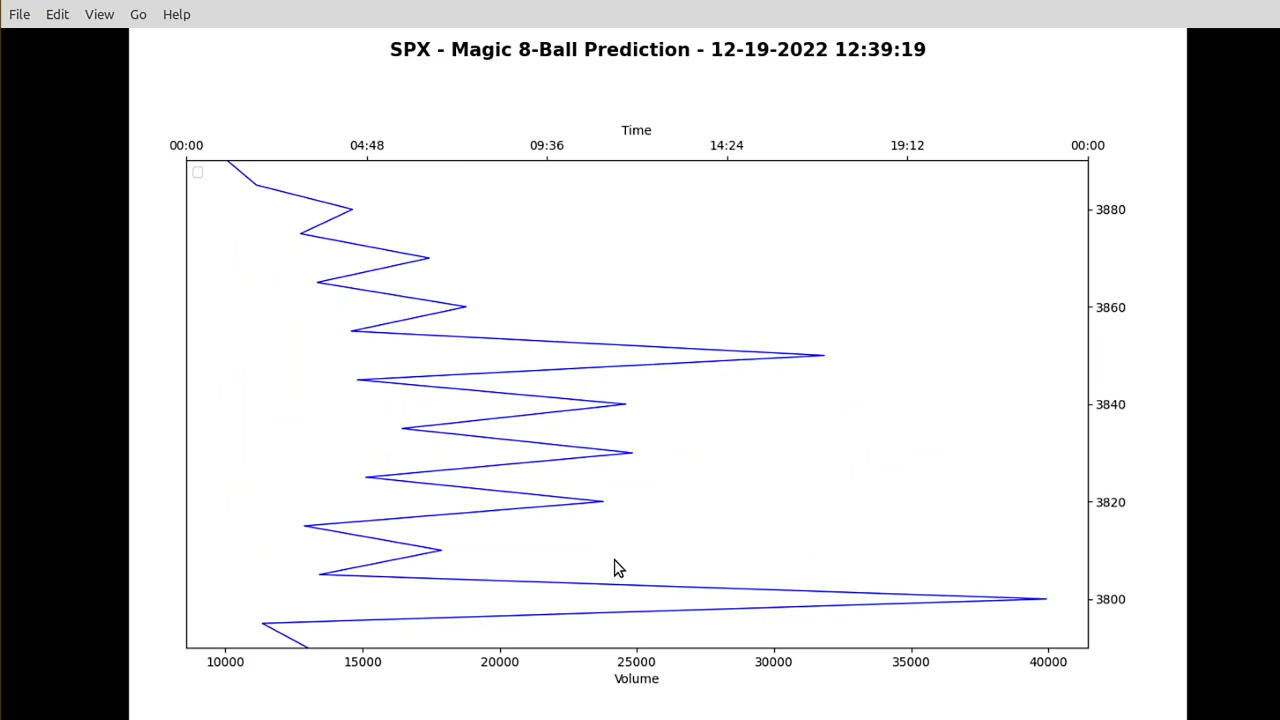 File Edit View Go Help
SPX - Magic 8-Ball Prediction - 12-19-2022 12:39:19
Time
00:00 04:48 09:36 14:24 19:12 00:00
3880
3860
3840
3820
3800
10000 15000 20000 25000 30000 35000 40000
Volume